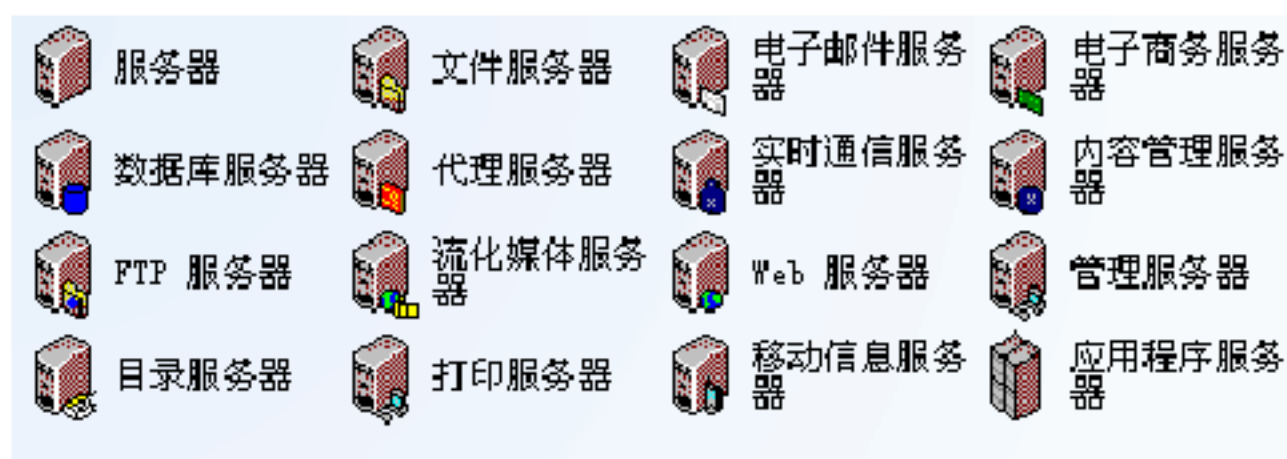 服务器
文件服务器
电子邮件服务
器
电子商务服务
器
数据库服务器
代理服务器
实时通信服务
器
内容管理服务
器
FTP 服务器
流化媒体服务
器
Web 服务器
管理服务器
目录服务器
打印服务器
移动信息服务
器
应用程序服务
器